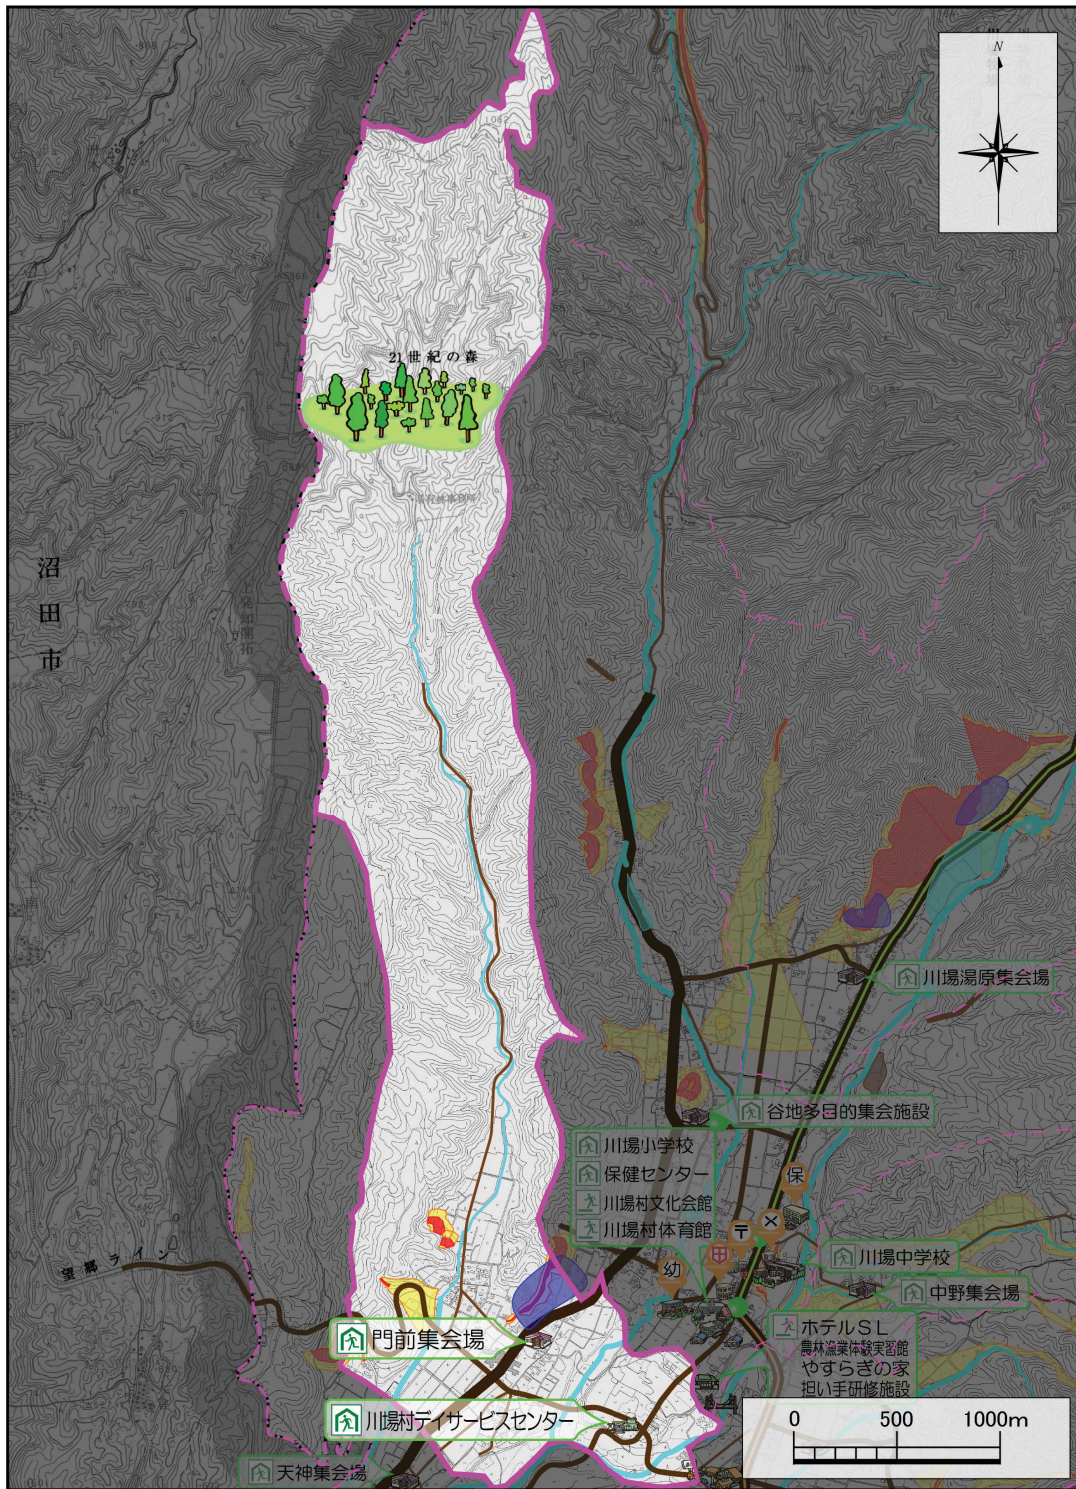 N
21世紀の森
沼田市
川場湯原集会場
谷地多目的集会施設
川場小学校
保健センター
川場村文化会館
川場村体育館
保
〒
幼
望郷ライン
川場中学校
中野集会場
門前集会場
ホテルSL
農林漁業体験実習館
やすらぎの家
担い手研修施設
川場村デイサービスセンター
天神集会場
0 500 1000m